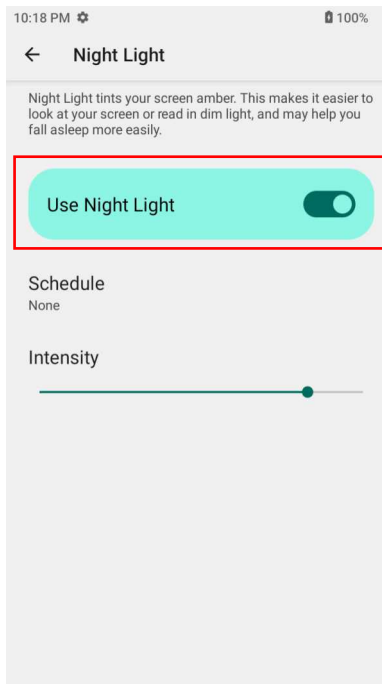 10:18 PM 100%
Night Light
Night Light tints your screen amber. This makes it easier to
look at your screen or read in dim light, and may help you
fall asleep more easily.
Use Night Light
Schedule
None
Intensity